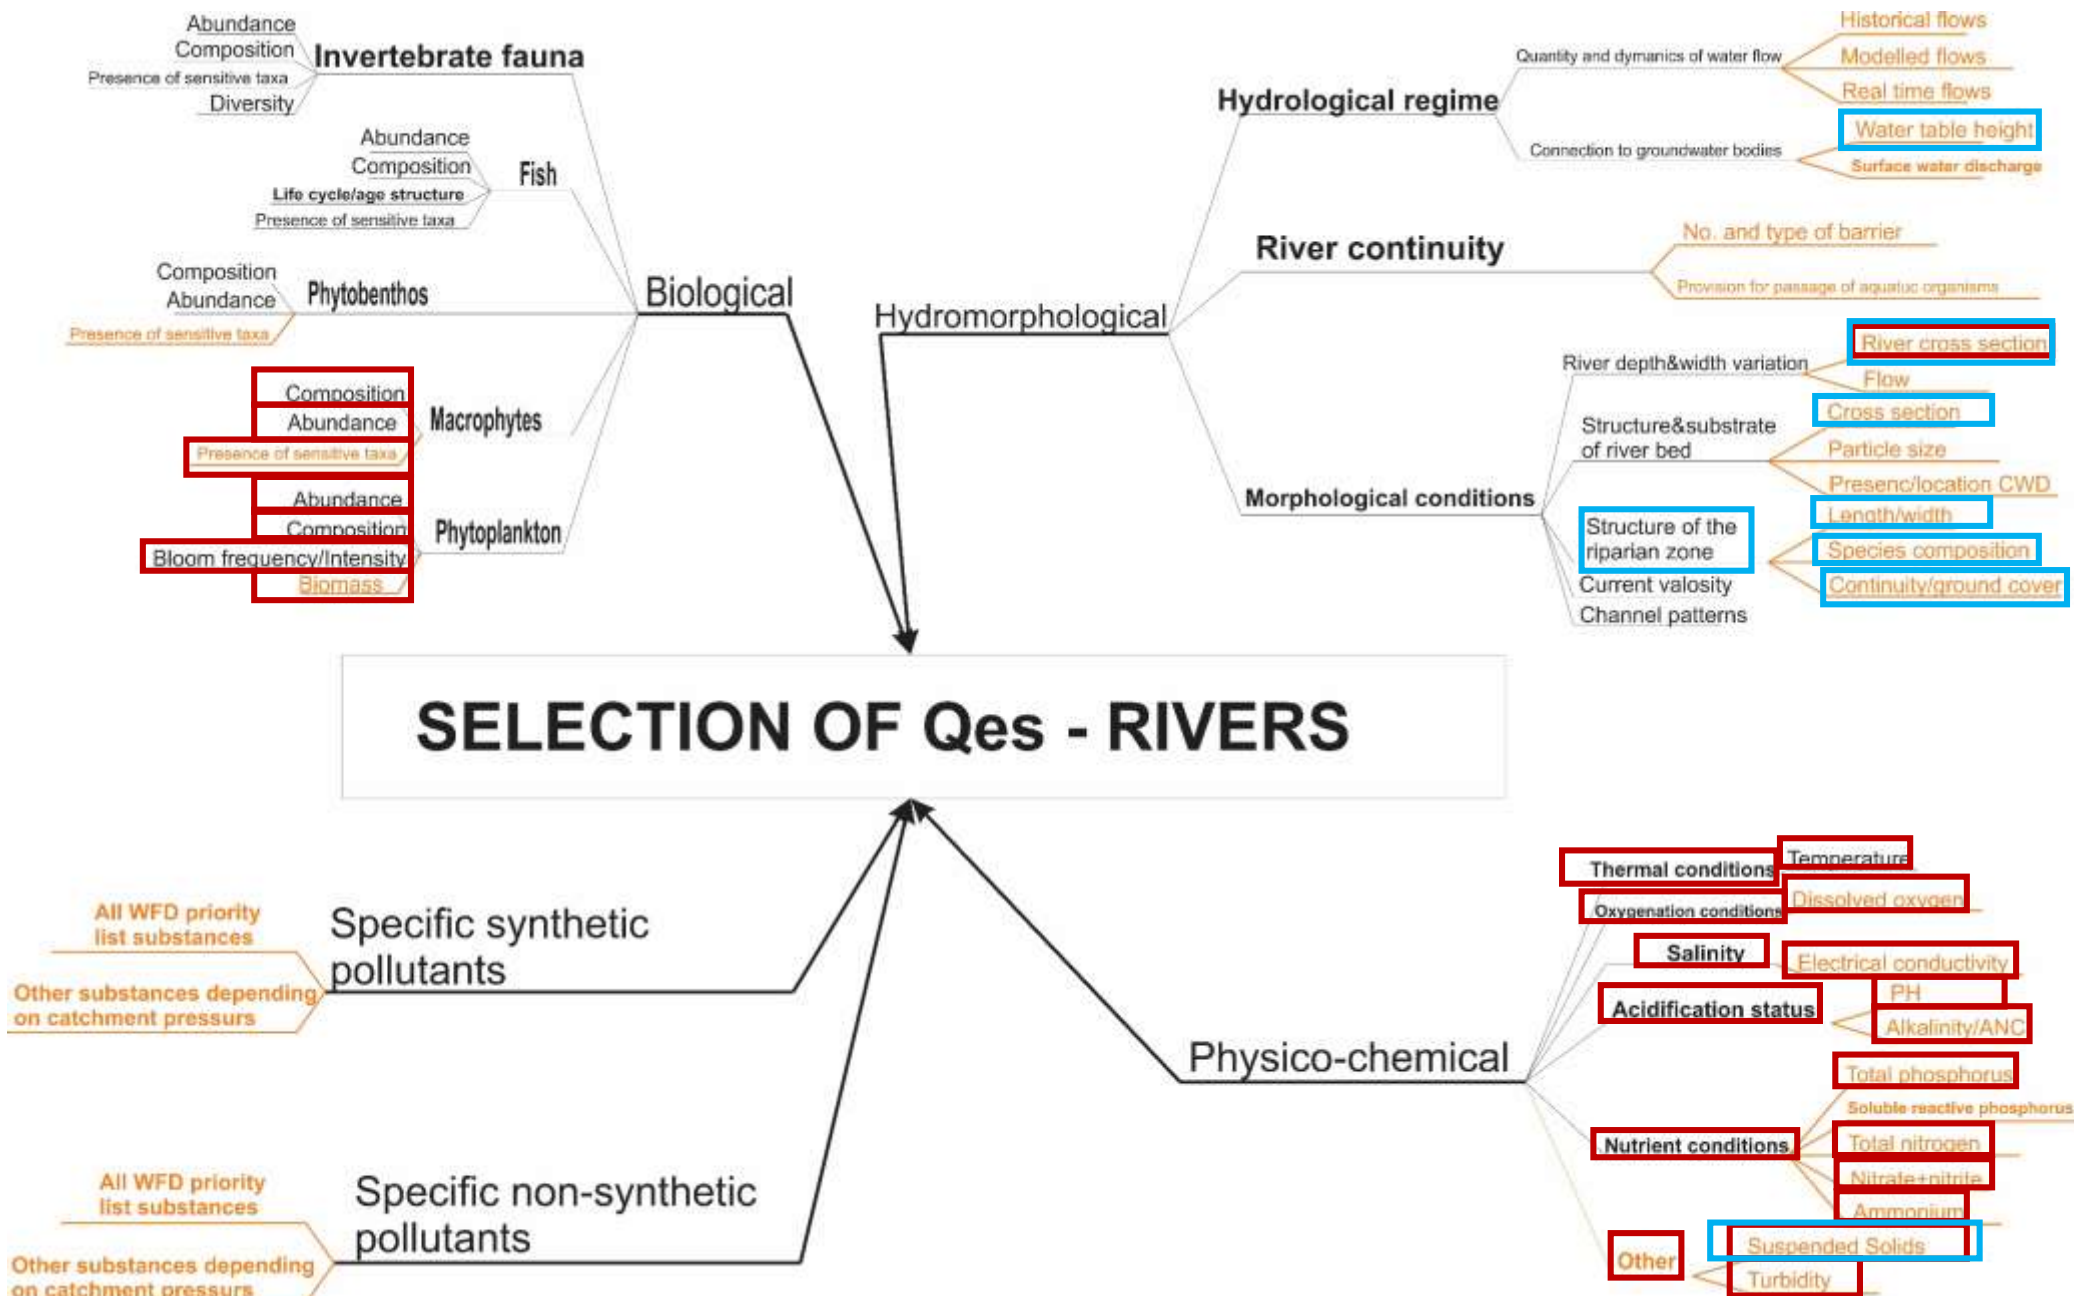 Abundance
Composition
Presence of sensitive taxa
Diversity
Invertebrate fauna
Abundance
Composition
Life cycle/age structure
Presence of sensitive taxa
Fish
Composition
Abundance
Presence of sensitive taxa
Phytobenthos
Composition
Abundance
Presence of sensitive taxa
Macrophytes
Abundance
Composition
Bloom frequency/Intensity
Biomass
Phytoplankton
Biological
Hydromorphological
Hydrological regime
Quantity and dymanics of water flow
Historical flows
Modelled flows
Real time flows
Connection to groundwater bodies
Water table height
Surface water discharge
River continuity
No. and type of barrier
Provision for passage of aquatuc organisms
Morphological conditions
River depth&width variation
River cross section
Flow
Structure&substrate
of river bed
Cross section
Particle size
Presenc/location CWD
Structure of the
riparian zone
Length/width
Species composition
Continuity/ground cover
Current valosity
Channel patterns
SELECTION OF Qes - RIVERS
All WFD priority
list substances
Other substances depending
on catchment pressurs
Specific synthetic
pollutants
All WFD priority
list substances
Other substances depending
on catchment pressurs
Specific non-synthetic
pollutants
Physico-chemical
Thermal conditions
Temperature
Oxygenation conditions
Dissolved oxygen
Salinity
Electrical conductivity
Acidification status
PH
Alkalinity/ANC
Nutrient conditions
Total phosphorus
Soluble reactive phosphorus
Total nitrogen
Nitrate+nitrite
Ammonium
Other
Suspended Solids
Turbidity